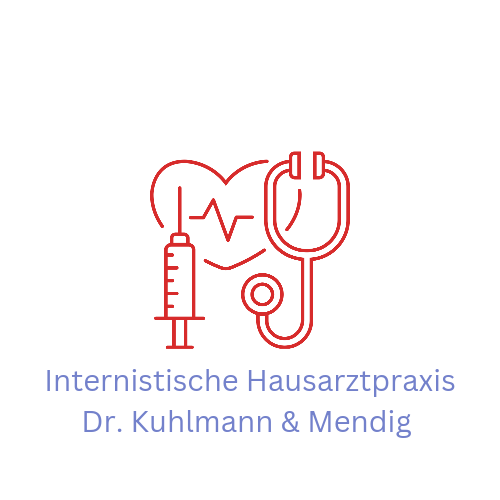 Internistische Hausarztpraxis
Dr. Kuhlmann & Mendig